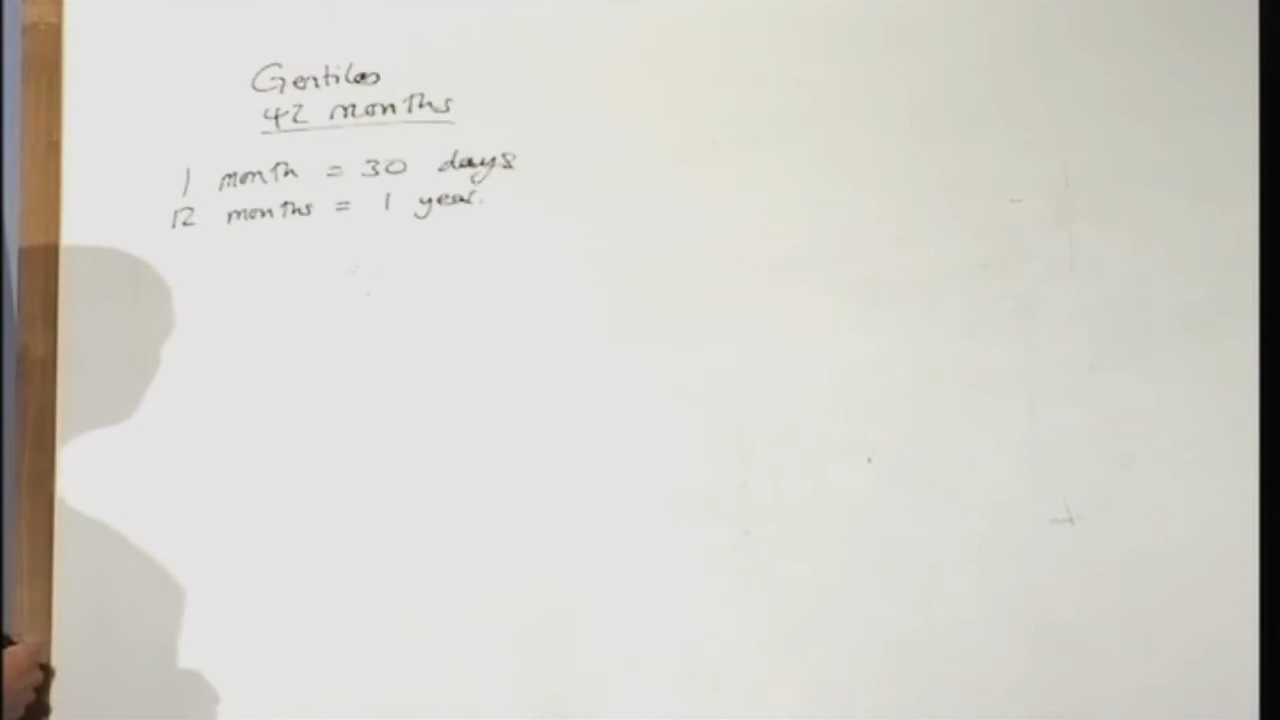 Gentiles
42 months
1 month = 30 days
12 months = 1 year.